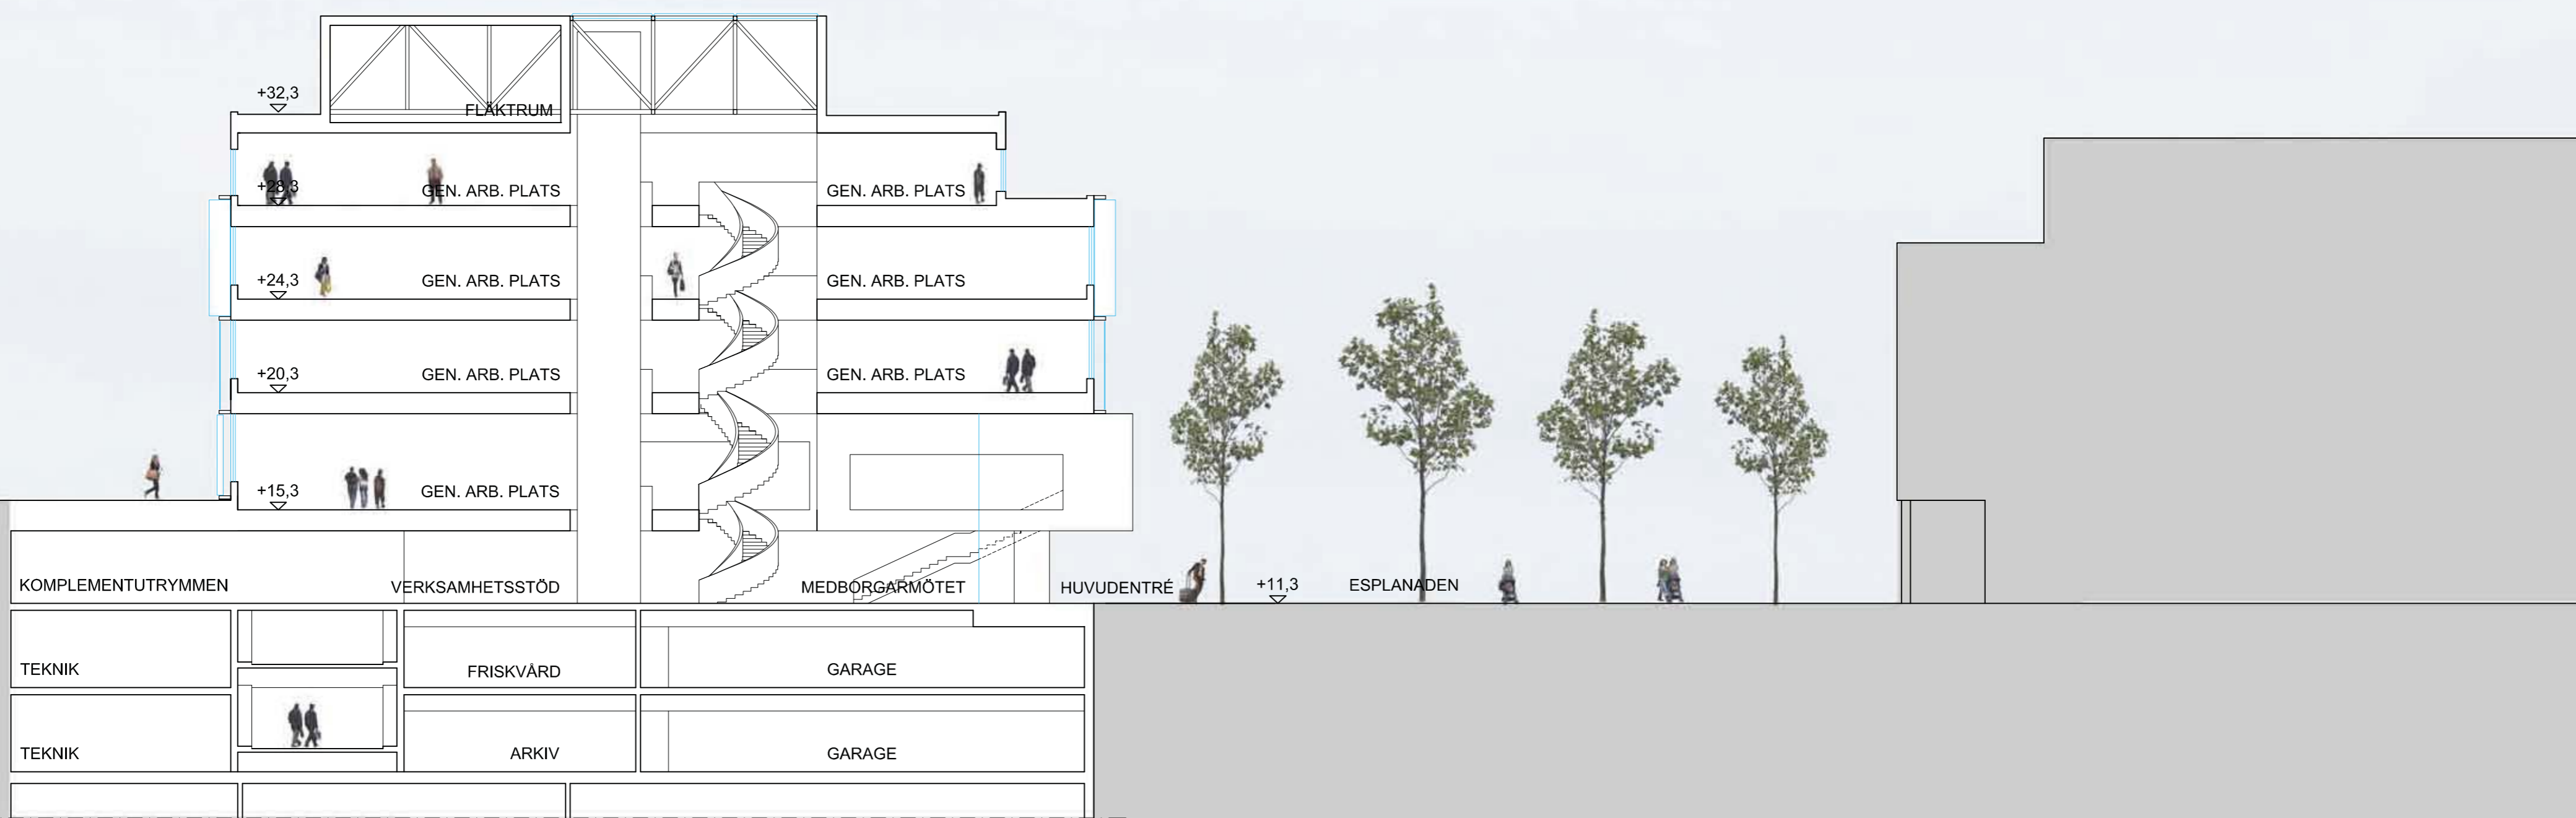 +32,3
FLÄKTRUM
+28,3
GEN. ARB. PLATS
GEN. ARB. PLATS
+24,3
GEN. ARB. PLATS
GEN. ARB. PLATS
+20,3
GEN. ARB. PLATS
GEN. ARB. PLATS
+15,3
GEN. ARB. PLATS
KOMPLEMENTUTRYMMEN
VERKSAMHETSSTÖD
MEDBORGARMÖTET
HUVUDENTRÉ
+11,3
ESPLANADEN
TEKNIK
FRISKVÅRD
GARAGE
TEKNIK
ARKIV
GARAGE